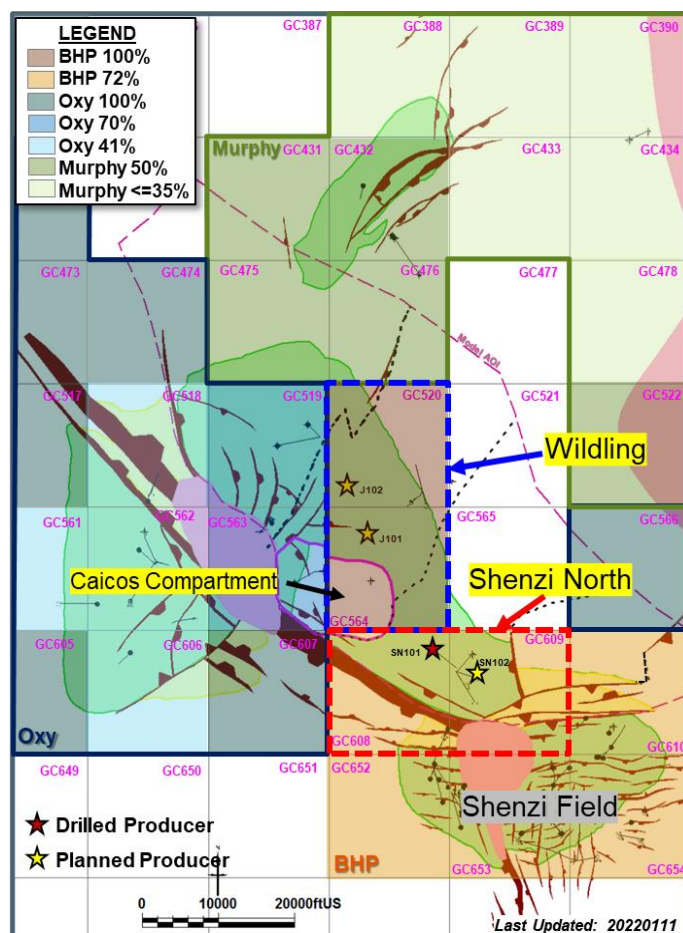 GC387
GC388
GC389
GC390
LEGEND
BHP 100%
BHP 72%
Oxy 100%
Oxy 70%
Oxy 41%
Murphy 50%
Murphy <=35%
Murphy
GC431
GC432
GC433
GC434
GC473
GC474
GC475
GC476
GC477
GC478
Model AOI
GC517
GC518
GC519
GC520
GC521
GC522
Wildling
J102
GC561
GC562
GC563
GC565
GC566
J101
Caicos Compartment
Shenzi North
GC564
GC605
GC606
GC607
GC609
SN101
SN102
Oxy
GC608
GC610
GC649
GC650
GC651
GC652
Shenzi Field
Drilled Producer
Planned Producer
BHP
GC653
GC654
0 10000 20000ftUS
Last Updated: 20220111